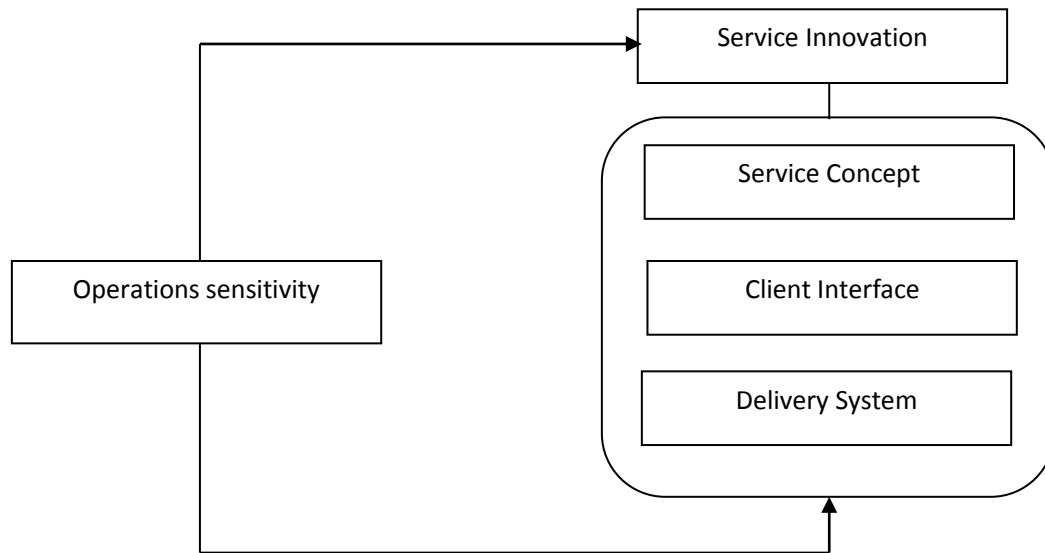 Service Innovation
Service Concept
Operations sensitivity
Client Interface
Delivery System